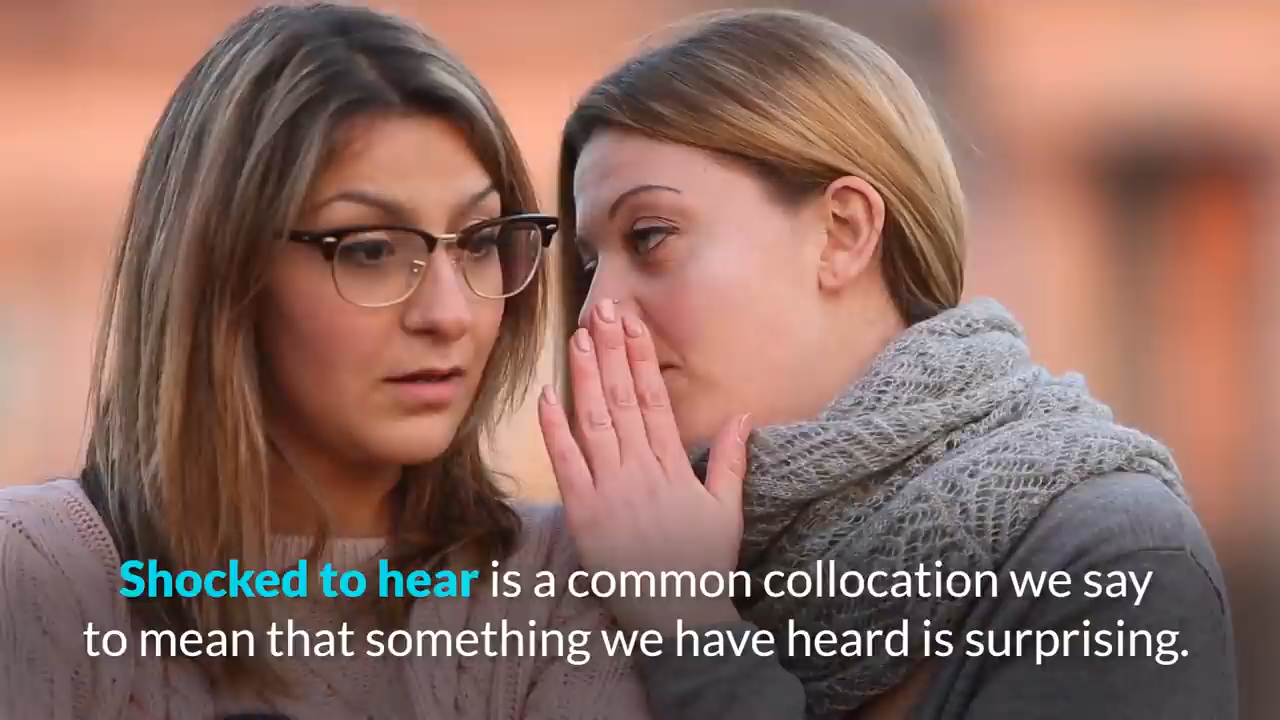 Shocked to hear is a common collocation we say
to mean that something we have heard is surprising.